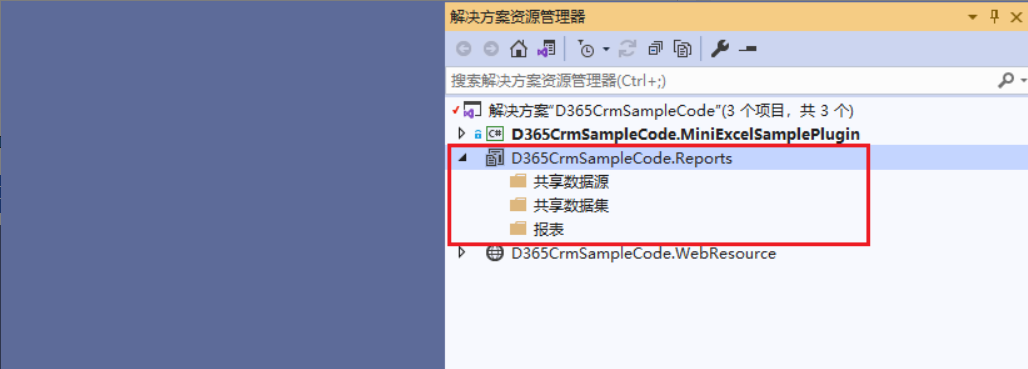 解决方案资源管理器
搜索解决方案资源管理器(Ctrl+;)
解决方案"D365CrmSampleCode"(3 个项目，共 3 个)
C# D365CrmSampleCode.MiniExcelSamplePlugin
D365CrmSampleCode.Reports
共享数据源
共享数据集
报表
D365CrmSampleCode.WebResource